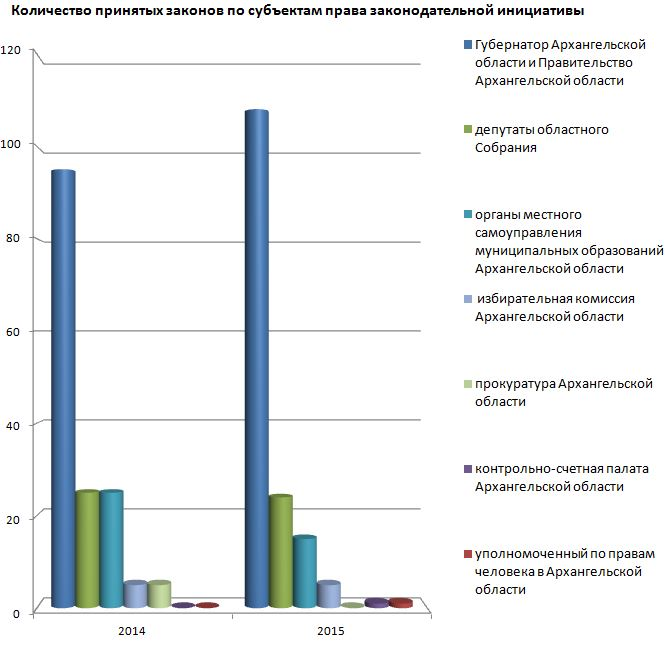 Количество принятых законов по субъектам права законодательной инициативы
120
100
80
60
40
20
0
2014
2015
Губернатор Архангельской
области и Правительство
Архангельской области
депутаты областного
Собрания
органы местного
самоуправления
муниципальных образований
Архангельской области
избирательная комиссия
Архангельской области
прокуратура Архангельской
области
контрольно-счетная палата
Архангельской области
уполномоченный по правам
человека в Архангельской
области